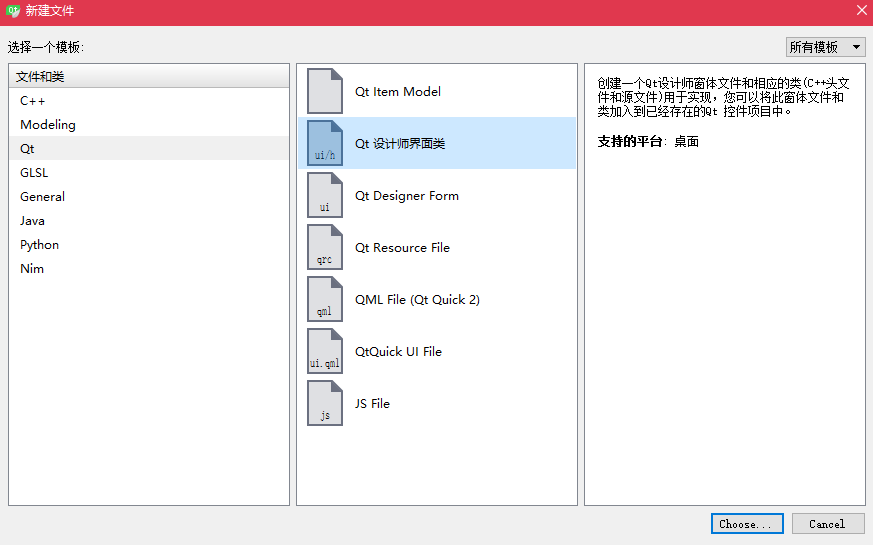 新建文件
选择一个模板:
所有模板
文件和类
C++
Modeling
Qt
GLSL
General
Java
Python
Nim
Qt Item Model
ui/h
Qt 设计师界面类
ui
Qt Designer Form
qrc
Qt Resource File
qml
QML File (Qt Quick 2)
ui.qml
QtQuick UI File
js
JS File
创建一个Qt设计师窗体文件和相应的类(C++头文
件和源文件)用于实现，您可以将此窗体文件和
类加入到已经存在的Qt 控件项目中。
支持的平台: 桌面
Choose...
Cancel